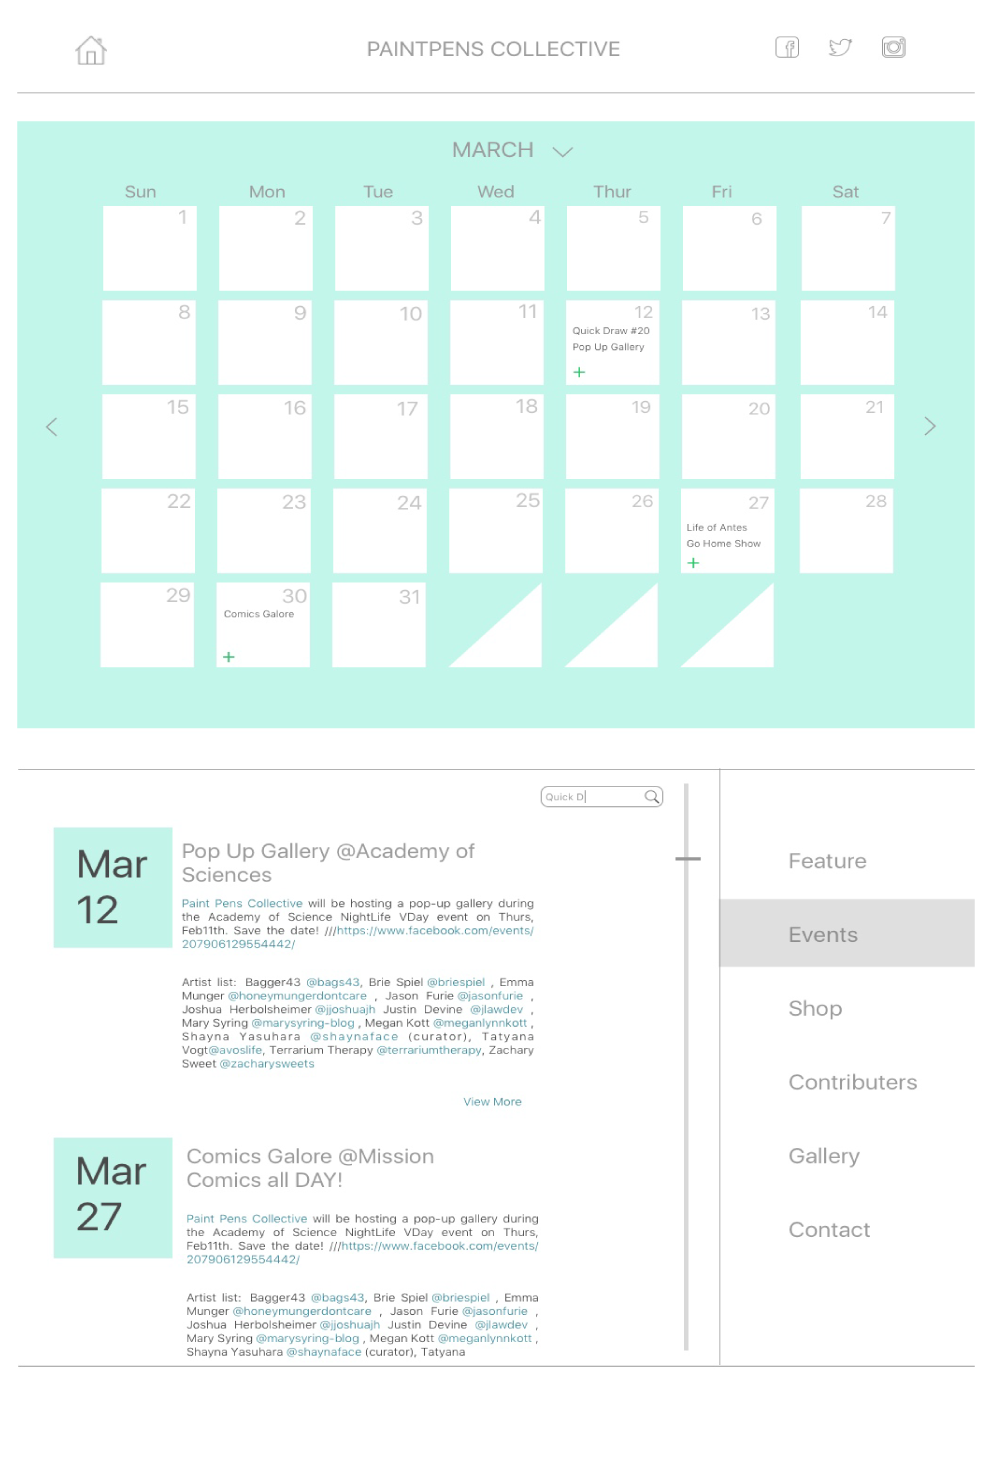 PAINTPENS COLLECTIVE
MARCH
Sun Mon Tue Wed Thur Fri Sat
1 2 3 4 5 6 7
8 9 10 11 12 13 14
Quick Draw #20
Pop Up Gallery
+
15 16 17 18 19 20 21
22 23 24 25 26 27 28
Life of Antes
Go Home Show
+
29 30 31
Comics Galore
+
Quick D
Mar
12
Pop Up Gallery @Academy of
Sciences
Paint Pens Collective will be hosting a pop-up gallery during
the Academy of Science NightLife VDay event on Thurs,
Feb11th. Save the date! ///https://www.facebook.com/events/
207906129554442/
Artist list: Bagger43 @bags43, Brie Spiel @briespiel , Emma
Munger @honeymungerdontcare , Jason Furie @jasonfurie ,
Joshua Herbolsheimer @jjoshuajh Justin Devine @jlawdev ,
Mary Syring @marysyring-blog , Megan Kott @meganlynnkott ,
Shayna Yasuhara @shaynaface (curator), Tatyana
Vogt@avoslife, Terrarium Therapy @terrariumtherapy, Zachary
Sweet @zacharysweets
View More
Mar
27
Comics Galore @Mission
Comics all DAY!
Paint Pens Collective will be hosting a pop-up gallery during
the Academy of Science NightLife VDay event on Thurs,
Feb11th. Save the date! ///https://www.facebook.com/events/
207906129554442/
Artist list: Bagger43 @bags43, Brie Spiel @briespiel , Emma
Munger @honeymungerdontcare , Jason Furie @jasonfurie ,
Joshua Herbolsheimer @jjoshuajh Justin Devine @jlawdev ,
Mary Syring @marysyring-blog , Megan Kott @meganlynnkott ,
Shayna Yasuhara @shaynaface (curator), Tatyana
Feature
Events
Shop
Contributers
Gallery
Contact